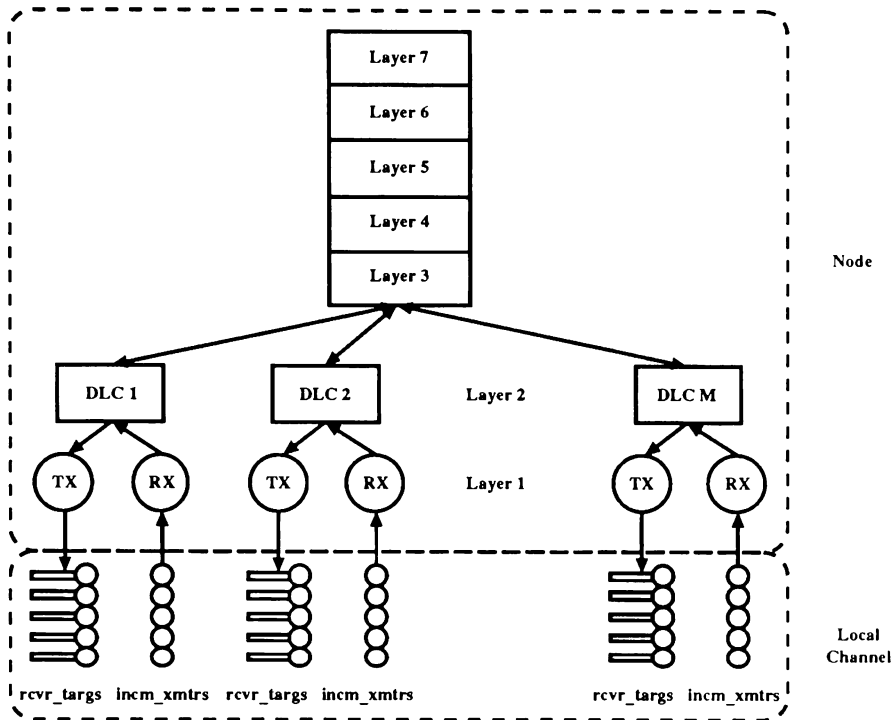 Layer 7
Layer 6
Layer 5
Layer 4
Layer 3
Node
DLC 1
DLC 2
Layer 2
DLC M
TX
RX
TX
RX
Layer 1
TX
RX
Local
Channel
rcvr_targs incm_xmtrs rcvr_targs incm_xmtrs rcvr_targs incm_xmtrs